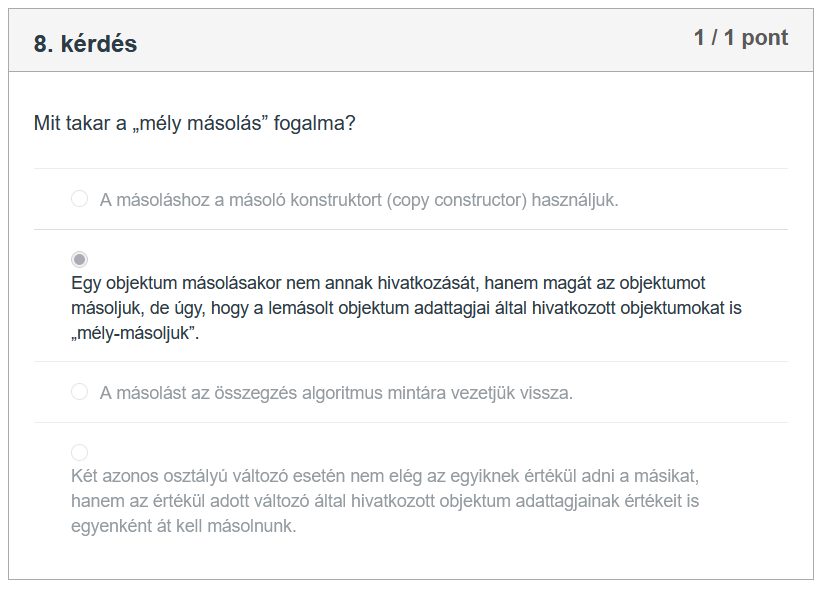 8. kérdés
1 / 1 pont
Mit takar a „mély másolás” fogalma?
A másoláshoz a másoló konstruktort (copy constructor) használjuk.
Egy objektum másolásakor nem annak hivatkozását, hanem magát az objektumot
másoljuk, de úgy, hogy a lemásolt objektum adattagjai által hivatkozott objektumokat is
„mély-másoljuk”.
A másolást az összegzés algoritmus mintára vezetjük vissza.
Két azonos osztályú változó esetén nem elég az egyiknek értékül adni a másikat,
hanem az értékül adott változó által hivatkozott objektum adattagjainak értékeit is
egyenként át kell másolnunk.